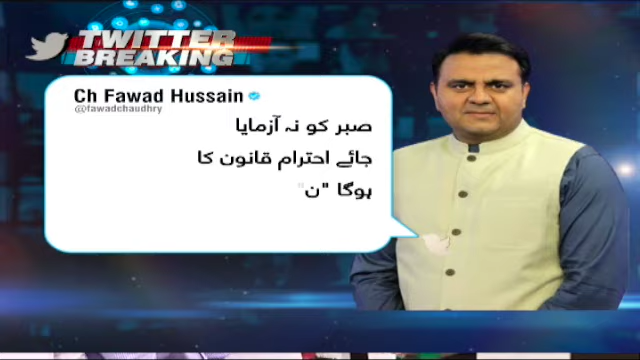 TWITTER
BREAKING
Ch Fawad Hussain
@fawadchaudhry
صبر کو نہ آزمایا
جائے احترام قانون کا
ہوگا "ن"